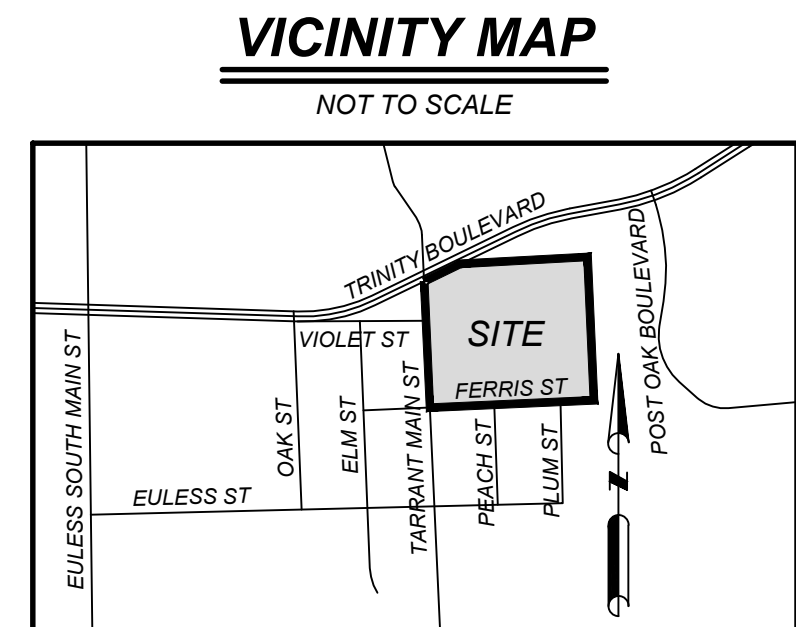 VICINITY MAP
NOT TO SCALE
TRINITY BOULEVARD
POST OAK BOULEVARD
VIOLET ST
SITE
FERRIS ST
EULESS SOUTH MAIN ST
OAK ST
ELM ST
TARRANT MAIN ST
PEACH ST
PLUM ST
EULESS ST
N